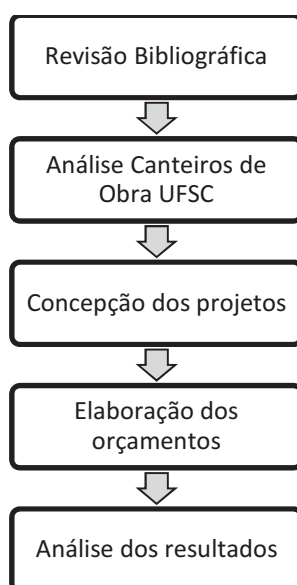 Revisão Bibliográfica
Análise Canteiros de
Obra UFSC
Concepção dos projetos
Elaboração dos
orçamentos
Análise dos resultados